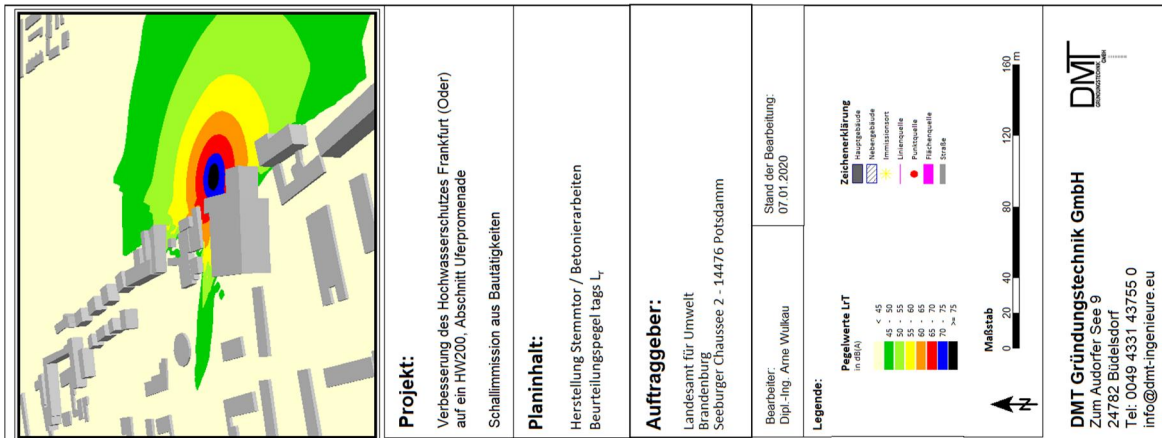 Projekt:
Verbesserung des Hochwasserschutzes Frankfurt (Oder)
auf ein HW200, Abschnitt Uferpromenade
Schallimmission aus Bautätigkeiten
Planinhalt:
Herstellung Stemmtor / Betonierarbeiten
Beurteilungspegel tags Lr
Auftraggeber:
Landesamt für Umwelt
Brandenburg
Seeburger Chaussee 2 - 14476 Potsdamm
Bearbeiter:
Dipl.-Ing. Arne Wulkau
Stand der Bearbeitung:
07.01.2020
Legende:
Pegelwerte LrT
in dB(A)
< 45
45 - 50
50 - 55
55 - 60
60 - 65
65 - 70
70 - 75
>= 75
Zeichenerklärung
Hauptgebäude
Nebengebäude
Immissionsort
Linienquelle
Punktquelle
Flächenquelle
Straße
N
Maßstab
0 20 40 80 120 160 m
DMT Gründungstechnik GmbH
Zum Audorfer See 9
24782 Büdelsdorf
Tel: 0049 4331 43755 0
info@dmt-ingenieure.eu
DMT
GRÜNDUNGSTECHNIK
GMBH